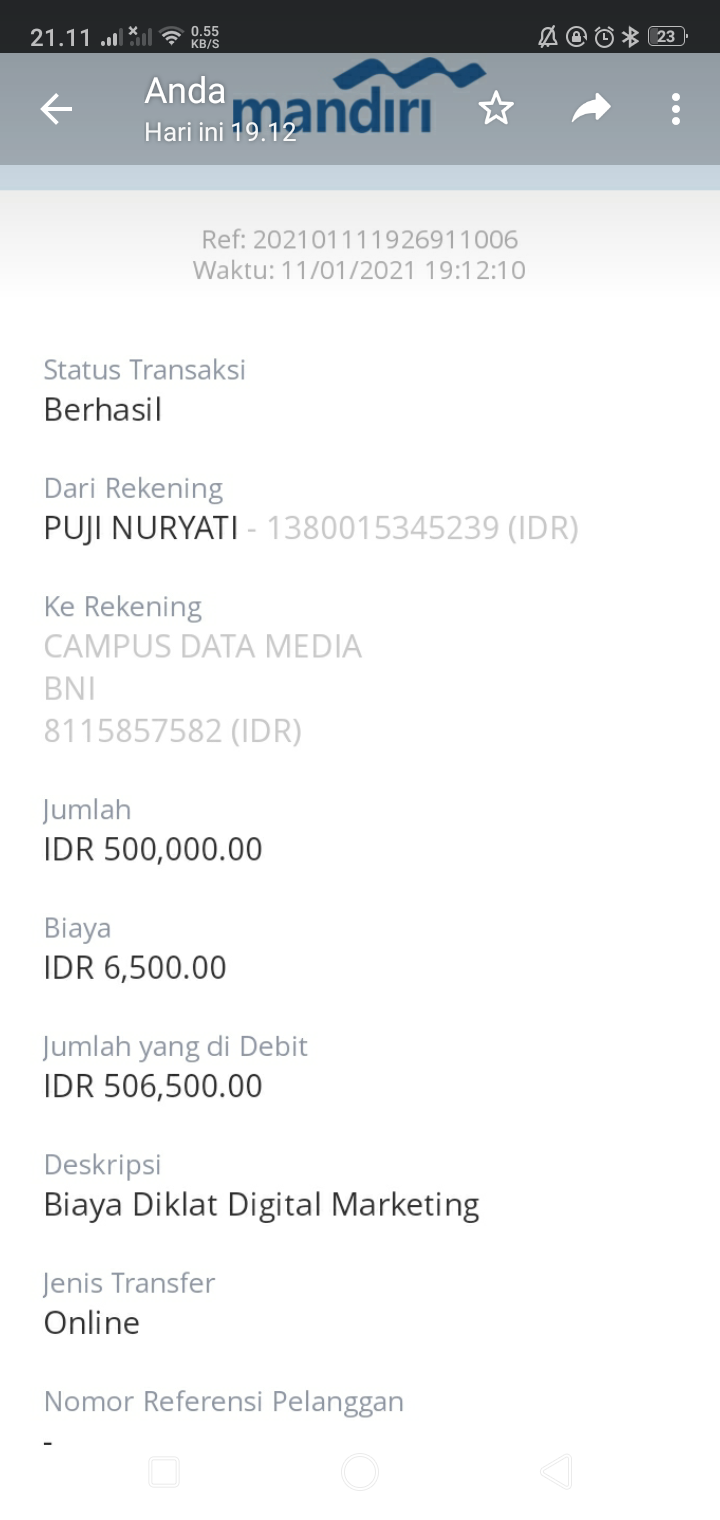 21.11
0.55
KB/S
23
Anda
mandiri
Hari ini 19.12
Ref: 202101111926911006
Waktu: 11/01/2021 19:12:10
Status Transaksi
Berhasil
Dari Rekening
PUJI NURYATI - 1380015345239 (IDR)
Ke Rekening
CAMPUS DATA MEDIA
BNI
8115857582 (IDR)
Jumlah
IDR 500,000.00
Biaya
IDR 6,500.00
Jumlah yang di Debit
IDR 506,500.00
Deskripsi
Biaya Diklat Digital Marketing
Jenis Transfer
Online
Nomor Referensi Pelanggan
-